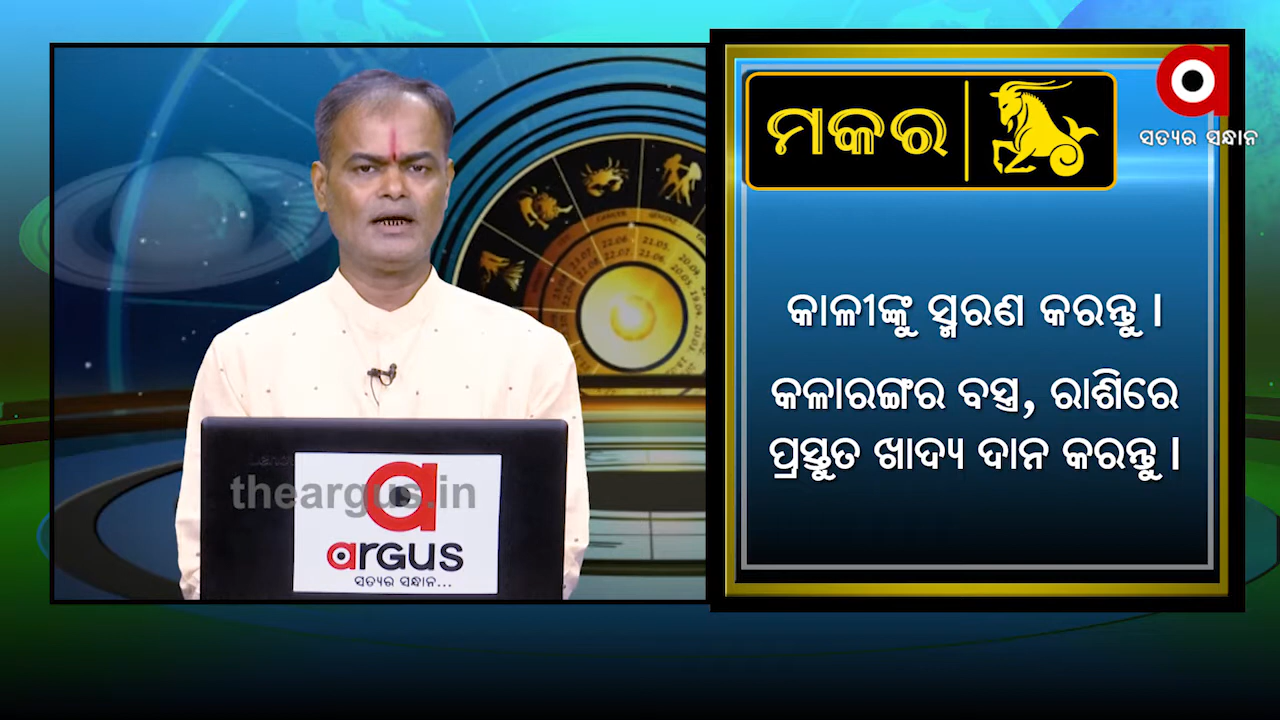 ମକର
ସତ୍ୟର ସନ୍ଧାନ
କାଳୀଙ୍କୁ ସ୍ମରଣ କରନ୍ତୁ ।
କଳାରଙ୍ଗର ବସ୍ତ୍ର, ରାଶିରେ
ପ୍ରସ୍ତୁତ ଖାଦ୍ୟ ଦାନ କରନ୍ତୁ ।
theargus.in
argus
ସତ୍ୟର ସନ୍ଧାନ...